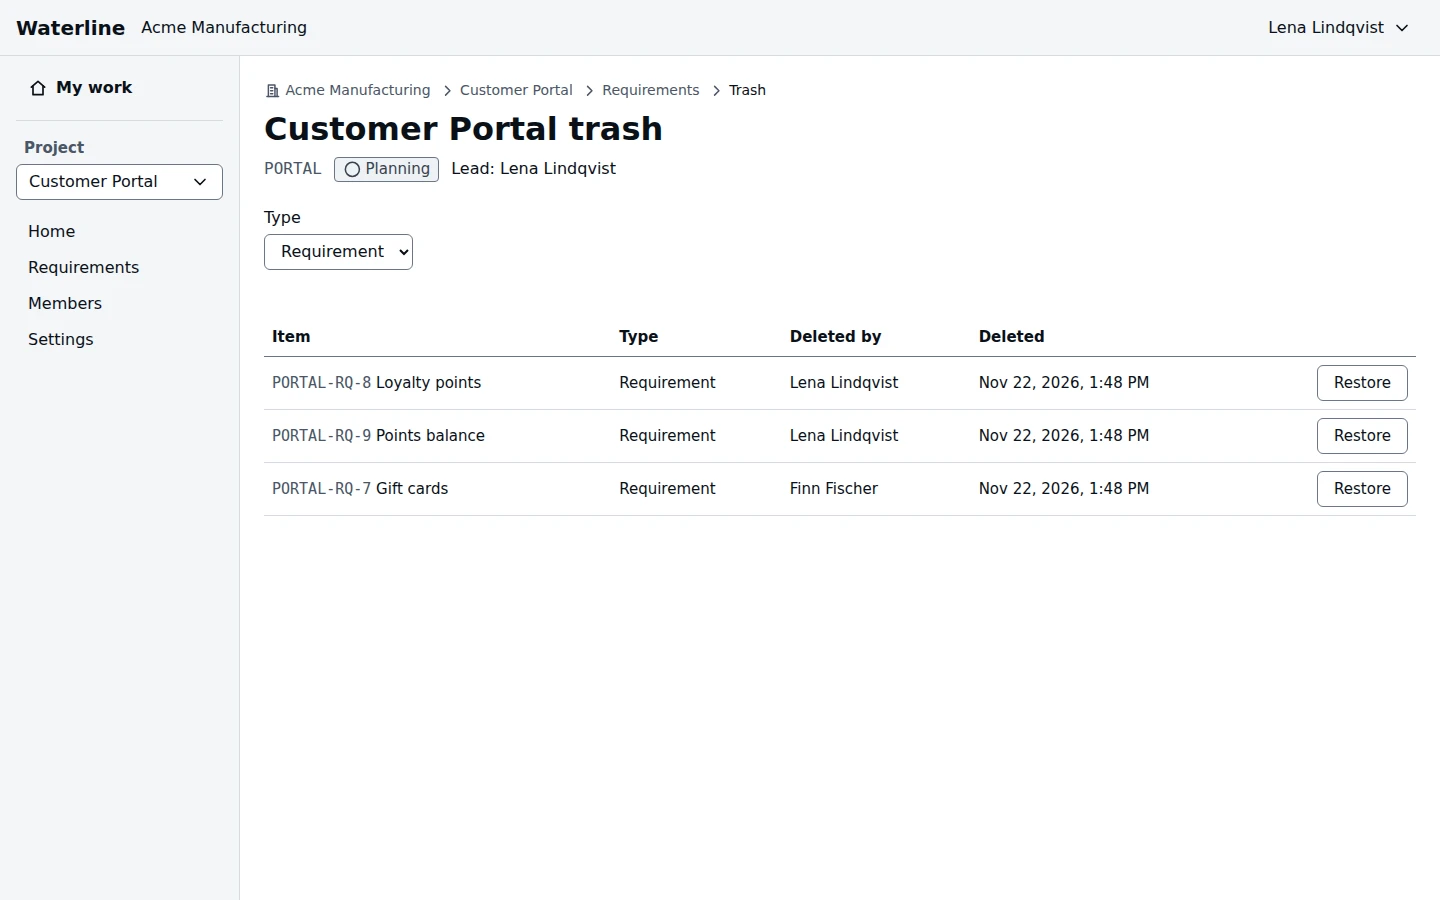 Waterline Acme Manufacturing Lena Lindqvist
My work
Project
Customer Portal
Home
Requirements
Members
Settings
Acme Manufacturing Customer Portal Requirements Trash
Customer Portal trash
PORTAL Planning Lead: Lena Lindqvist
Type
Requirement
Item Type Deleted by Deleted
PORTAL-RQ-8 Loyalty points Requirement Lena Lindqvist Nov 22, 2026, 1:48 PM Restore
PORTAL-RQ-9 Points balance Requirement Lena Lindqvist Nov 22, 2026, 1:48 PM Restore
PORTAL-RQ-7 Gift cards Requirement Finn Fischer Nov 22, 2026, 1:48 PM Restore